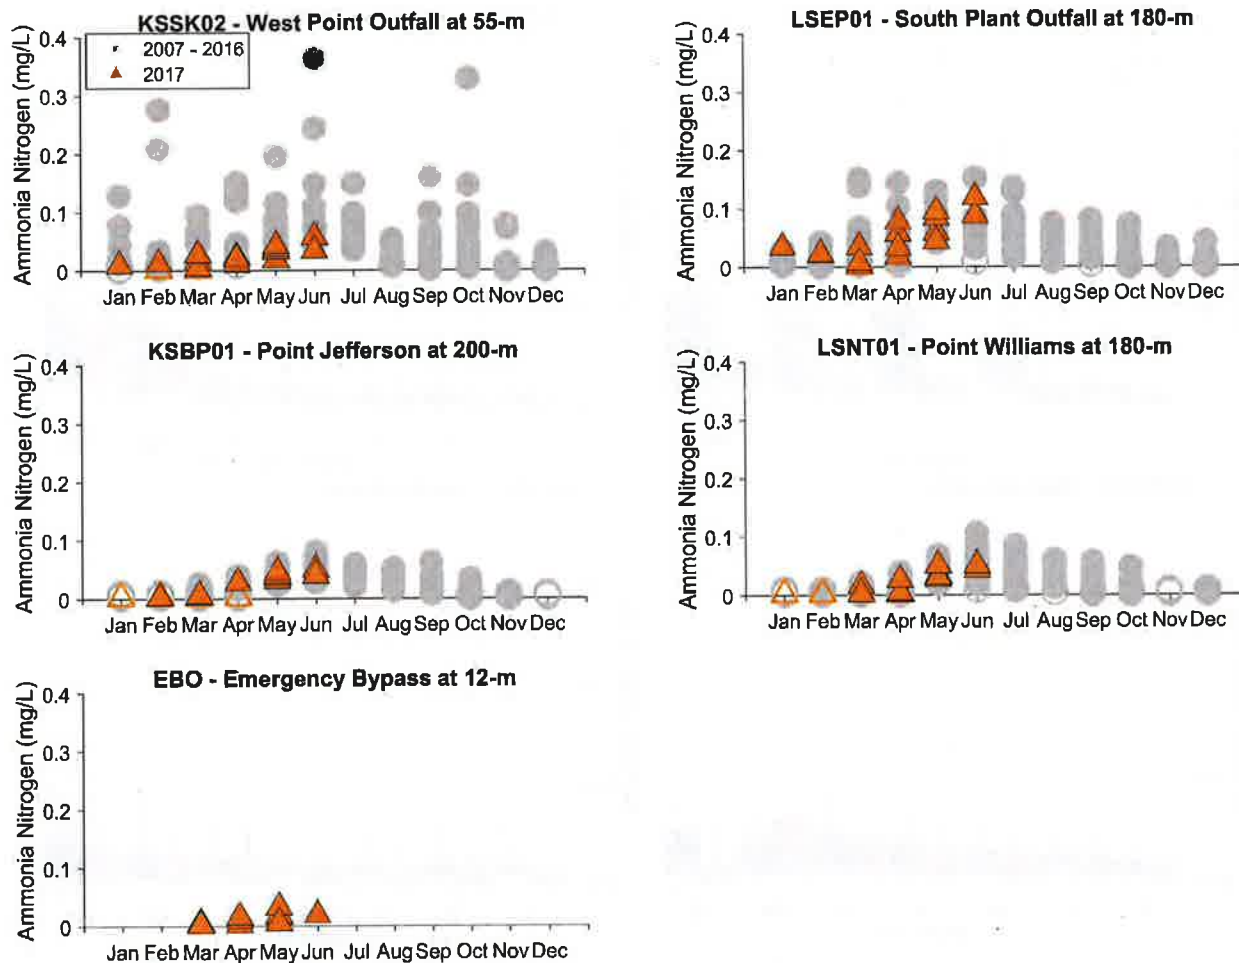 KSSK02 - West Point Outfall at 55-m
Ammonia Nitrogen (mg/L)
0.4
0.3
0.2
0.1
0
2007 - 2016
2017
Jan Feb Mar Apr May Jun Jul Aug Sep Oct Nov Dec
LSEP01 - South Plant Outfall at 180-m
Ammonia Nitrogen (mg/L)
0.4
0.3
0.2
0.1
0
Jan Feb Mar Apr May Jun Jul Aug Sep Oct Nov Dec
KSBP01 - Point Jefferson at 200-m
Ammonia Nitrogen (mg/L)
0.4
0.3
0.2
0.1
0
Jan Feb Mar Apr May Jun Jul Aug Sep Oct Nov Dec
LSNT01 - Point Williams at 180-m
Ammonia Nitrogen (mg/L)
0.4
0.3
0.2
0.1
0
Jan Feb Mar Apr May Jun Jul Aug Sep Oct Nov Dec
EBO - Emergency Bypass at 12-m
Ammonia Nitrogen (mg/L)
0.4
0.3
0.2
0.1
0
Jan Feb Mar Apr May Jun Jul Aug Sep Oct Nov Dec